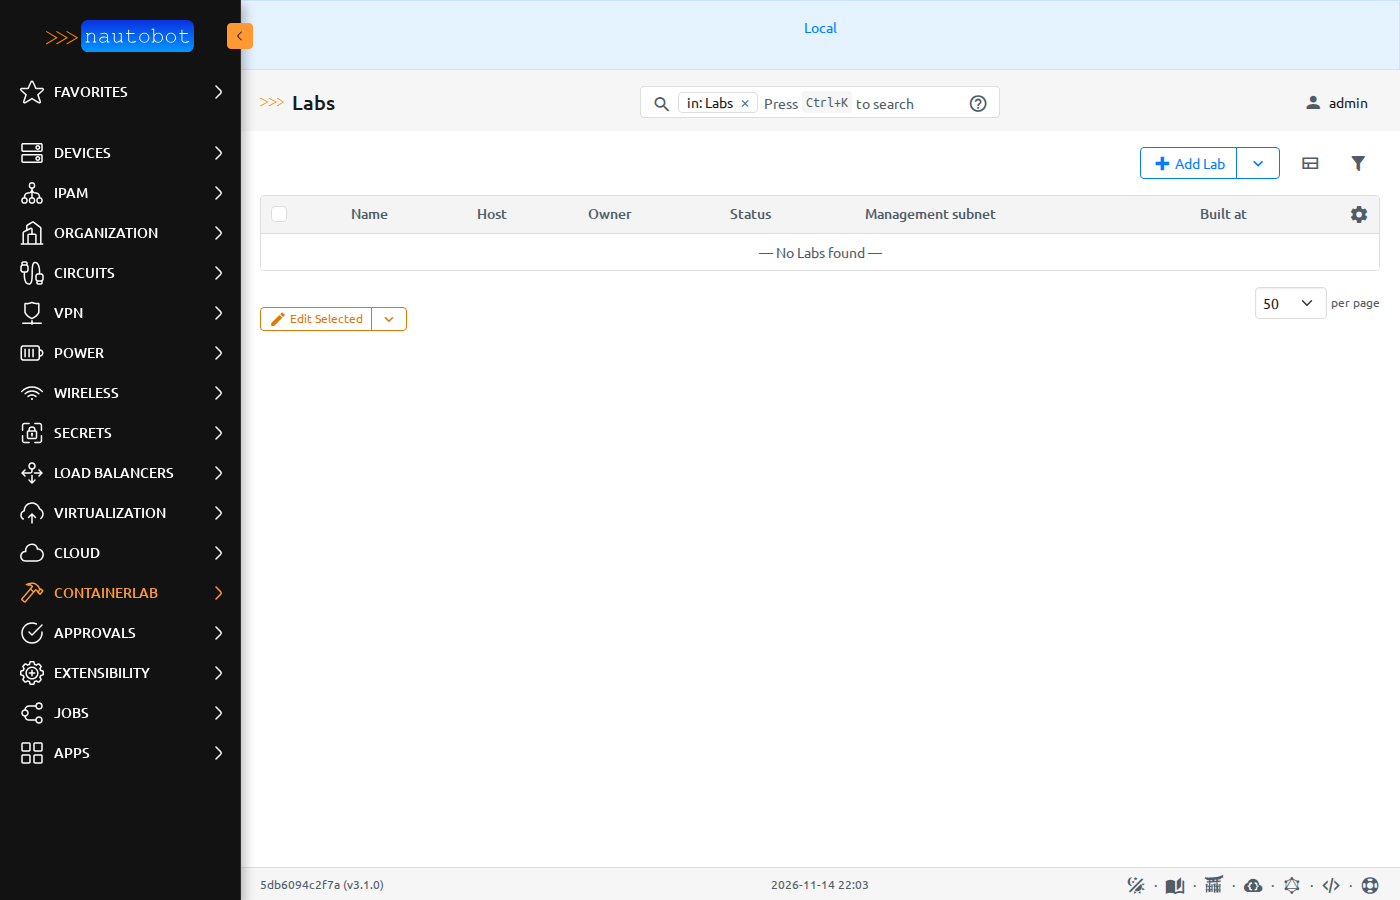 >>> nautobot
Local
FAVORITES
DEVICES
IPAM
ORGANIZATION
CIRCUITS
VPN
POWER
WIRELESS
SECRETS
LOAD BALANCERS
VIRTUALIZATION
CLOUD
CONTAINERLAB
APPROVALS
EXTENSIBILITY
JOBS
APPS
>>> Labs
in: Labs × Press Ctrl+K to search
admin
Add Lab
Name Host Owner Status Management subnet Built at
— No Labs found —
Edit Selected
50 per page
5db6094c2f7a (v3.1.0)
2026-11-14 22:03